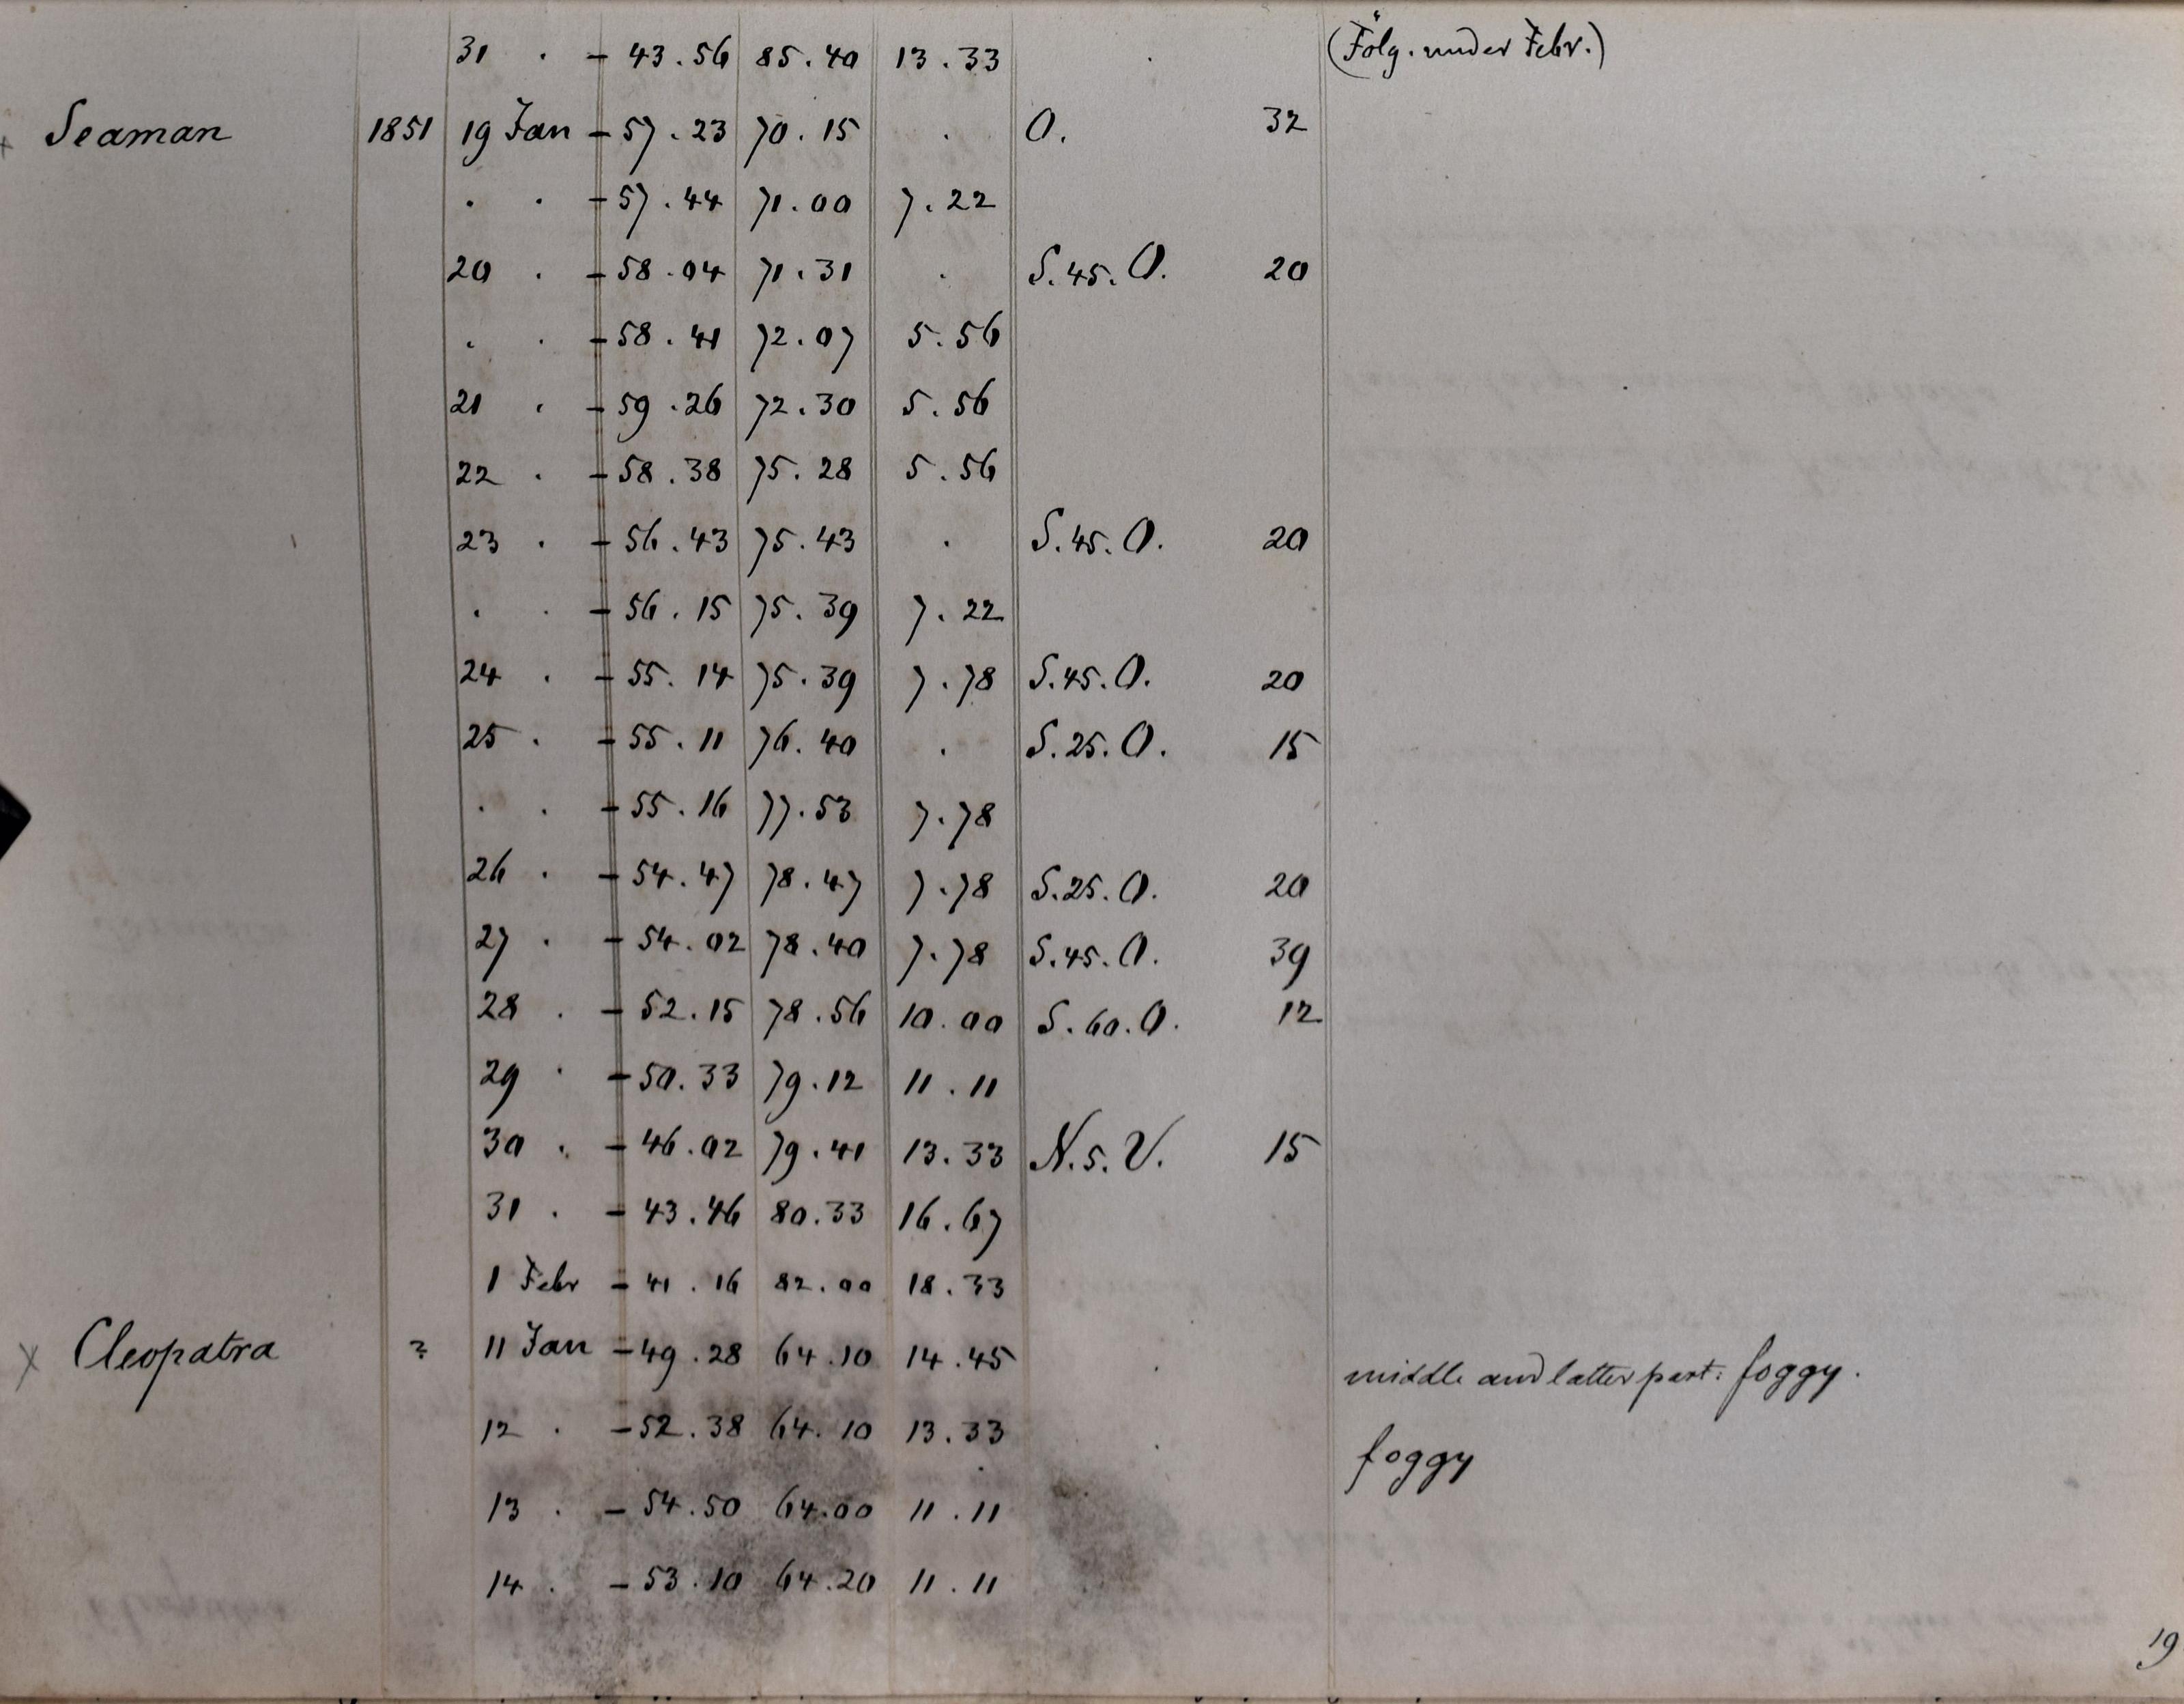 31 . - 43.56 85.40 13.33 . (Fölg. under Febr.)
Seaman 1851 19 Jan - 57.23 70.15 . O. 32
. . - 57.44 71.00 7.22
20 . - 58.04 71.31 . S.45.O. 20
. . - 58.41 72.07 5.56
21 . - 59.26 72.30 5.56
22 . - 58.38 75.28 5.56
23 . - 56.43 75.43 . S.45.O. 20
. . - 56.15 75.39 7.22
24 . - 55.14 75.39 7.78 S.45.O. 20
25 . - 55.11 76.40 . S.25.O. 15
. . - 55.16 77.53 7.78
26 . - 54.47 78.47 7.78 S.25.O. 20
27 . - 54.02 78.40 7.78 S.45.O. 39
28 . - 52.15 78.56 10.00 S.60.O. 12
29 . - 50.33 79.12 11.11
30 . - 46.02 79.41 13.33 N.5.V. 15
31 . - 43.46 80.33 16.67
1 Febr - 41.16 82.00 18.33
x Cleopatra ? 11 Jan - 49.28 64.10 14.45 . middle and latter part: foggy.
12 . - 52.38 64.10 13.33 . foggy
13 . - 54.50 64.00 11.11
14 . - 53.10 64.20 11.11
19